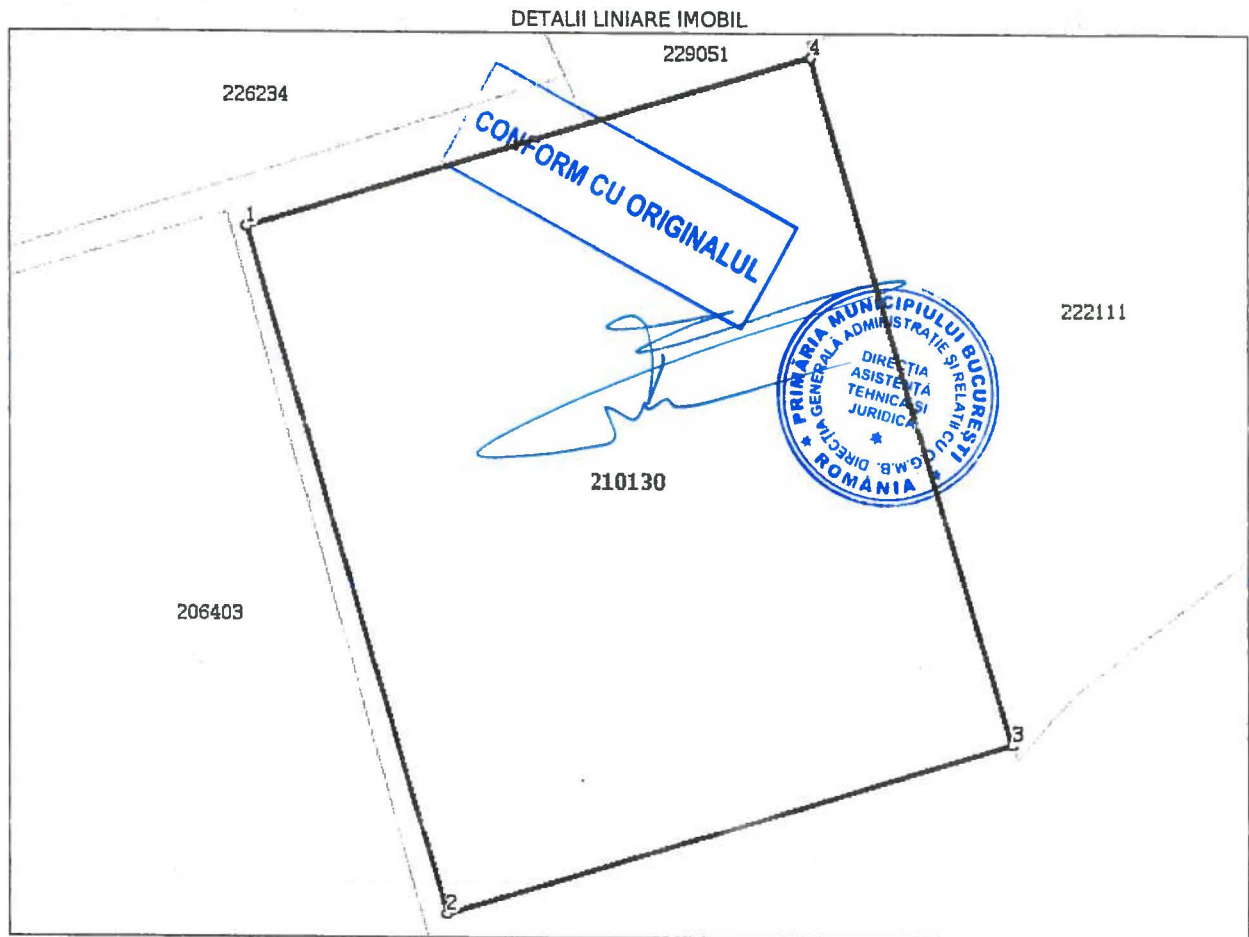 DETALII LINIARE IMOBIL
229051
4
226234
CONFORM CU ORIGINALUL
1
222111
PRIMĂRIA MUNICIPIULUI BUCUREȘTI
DIRECȚIA GENERALĂ ADMINISTRAȚIE ȘI RELAȚII CU C.G.M.B.
DIRECȚIA
ASISTENȚĂ
TEHNICA ȘI
JURIDICĂ
ROMÂNIA
210130
206403
3
2